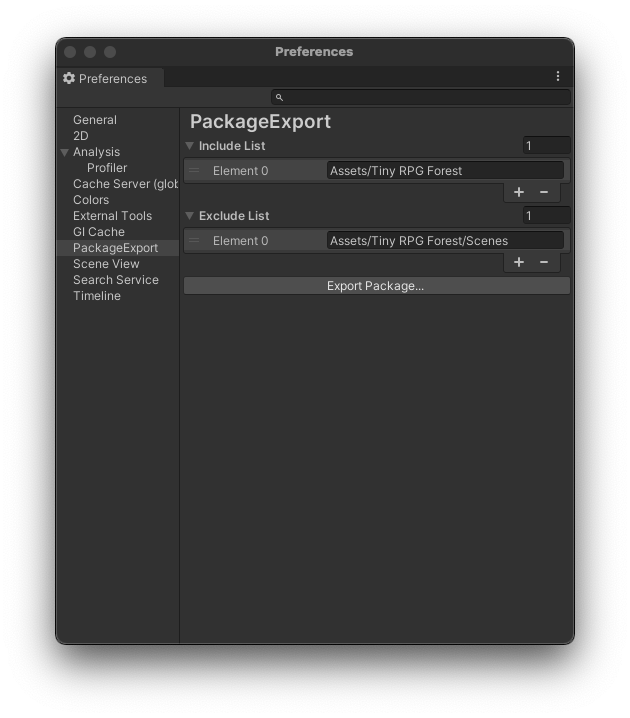 Preferences
Preferences
General
2D
Analysis
Profiler
Cache Server (glob
Colors
External Tools
GI Cache
PackageExport
Scene View
Search Service
Timeline
PackageExport
Include List 1
Element 0 Assets/Tiny RPG Forest
+ −
Exclude List 1
Element 0 Assets/Tiny RPG Forest/Scenes
+ −
Export Package...